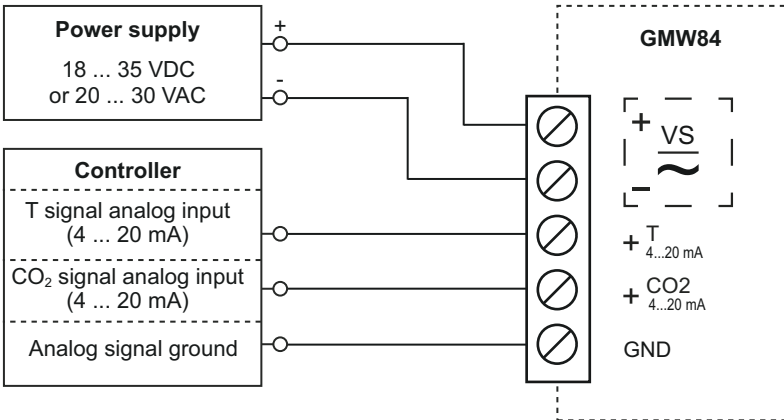 Power supply
18 ... 35 VDC
or 20 ... 30 VAC
+
-
Controller
T signal analog input
(4 ... 20 mA)
CO₂ signal analog input
(4 ... 20 mA)
Analog signal ground
GMW84
+ VS
~
-
+ T
4...20 mA
+ CO2
4...20 mA
GND